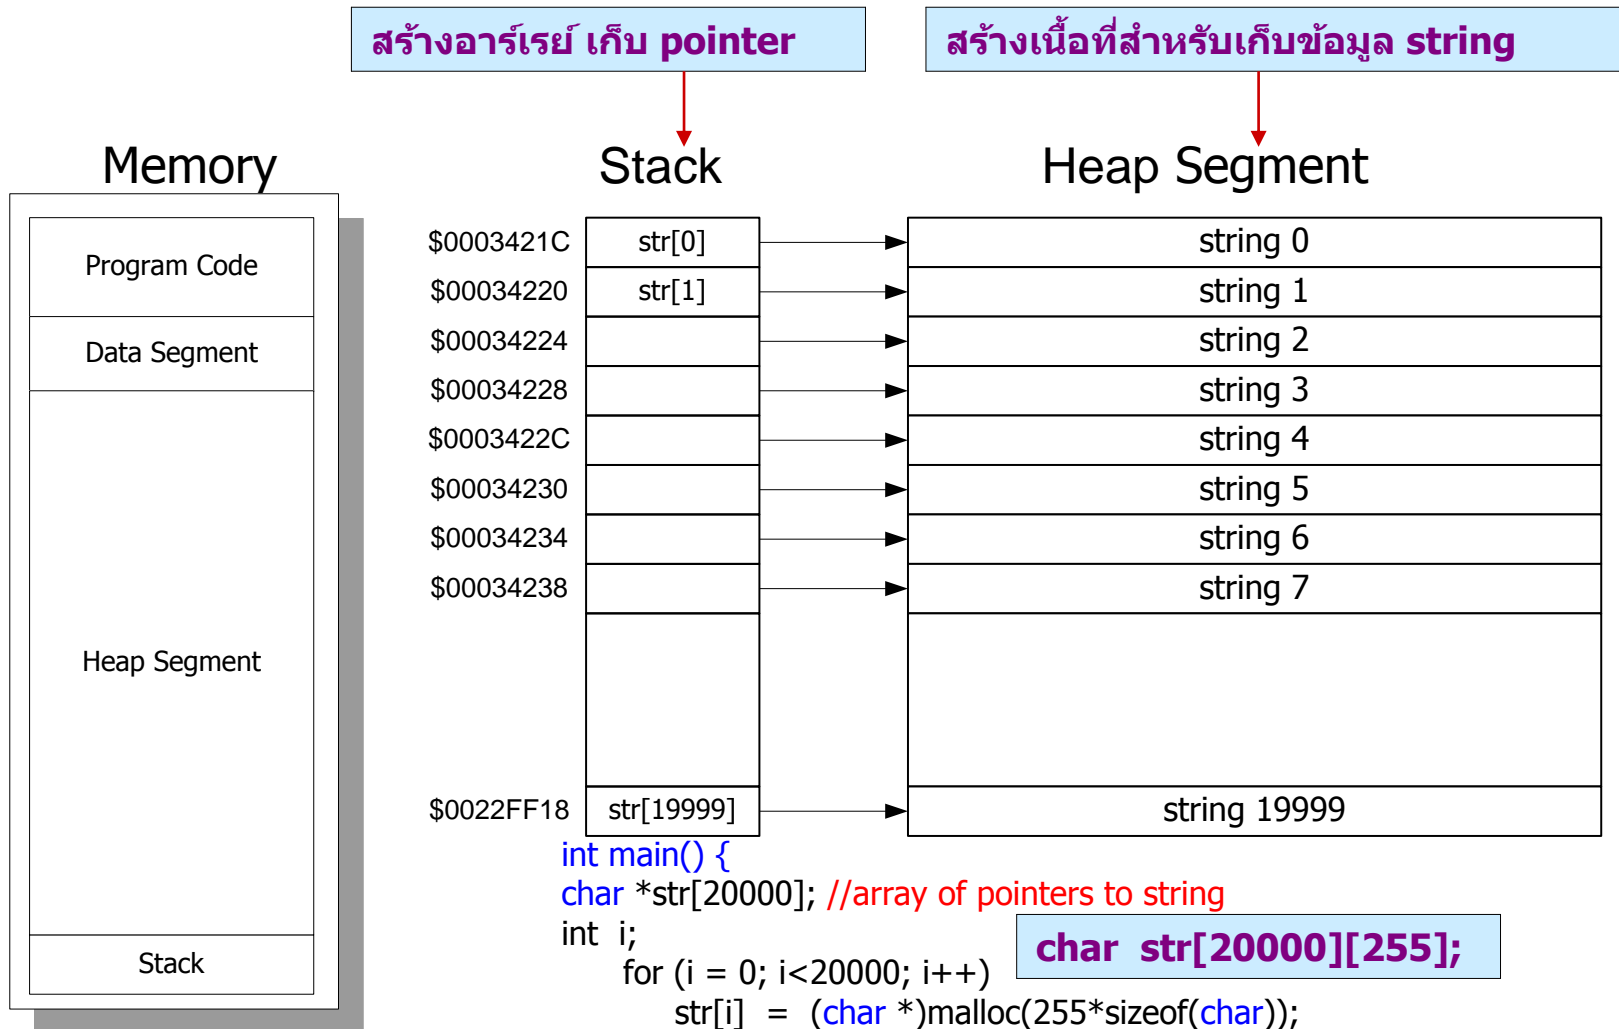 สร้างอาร์เรย์ เก็บ pointer
สร้างเนื้อที่สำหรับเก็บข้อมูล string
Memory
Stack
Heap Segment
Program Code
Data Segment
Heap Segment
Stack
$0003421C str[0] string 0
$00034220 str[1] string 1
$00034224 string 2
$00034228 string 3
$0003422C string 4
$00034230 string 5
$00034234 string 6
$00034238 string 7
$0022FF18 str[19999] string 19999
int main() {
char *str[20000]; //array of pointers to string
int i;
char str[20000][255];
for (i = 0; i<20000; i++)
str[i] = (char *)malloc(255*sizeof(char));